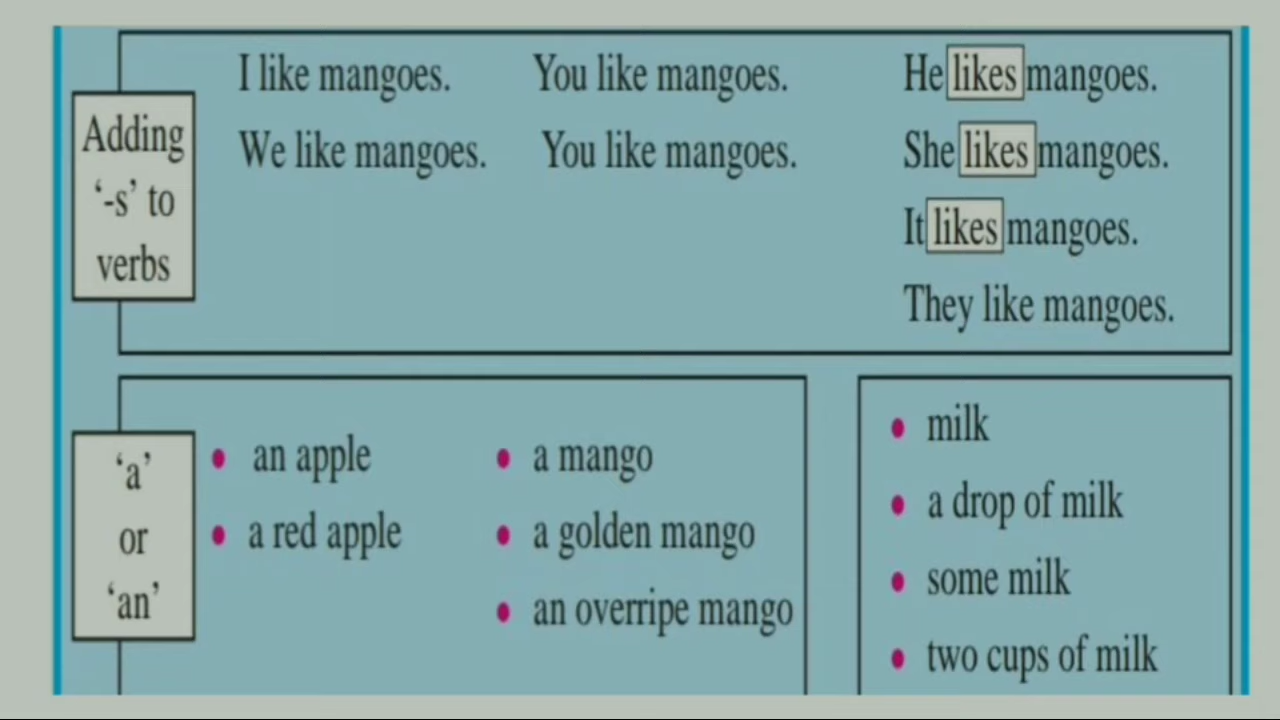 Adding
‘-s’ to
verbs
I like mangoes. You like mangoes. He likes mangoes.
We like mangoes. You like mangoes. She likes mangoes.
It likes mangoes.
They like mangoes.
‘a’
or
‘an’
• an apple
• a red apple
• a mango
• a golden mango
• an overripe mango
• milk
• a drop of milk
• some milk
• two cups of milk